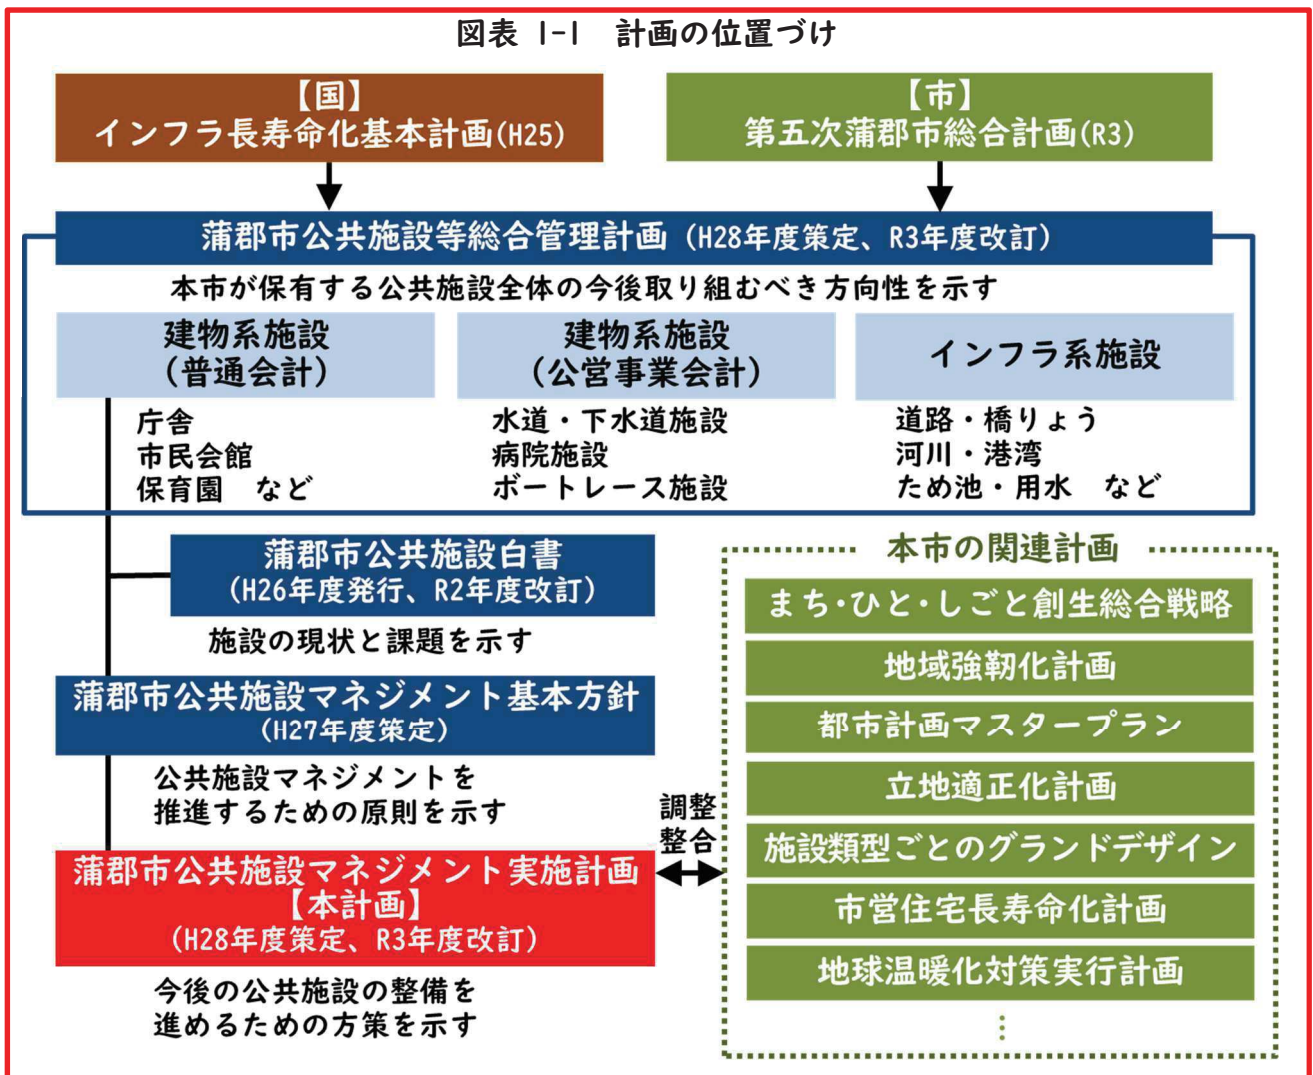 図表 1-1 計画の位置づけ
【国】
インフラ長寿命化基本計画(H25)
【市】
第五次蒲郡市総合計画(R3)
蒲郡市公共施設等総合管理計画(H28年度策定、R3年度改訂)
本市が保有する公共施設全体の今後取り組むべき方向性を示す
建物系施設
(普通会計)
庁舎
市民会館
保育園 など
建物系施設
(公営事業会計)
水道・下水道施設
病院施設
ボートレース施設
インフラ系施設
道路・橋りょう
河川・港湾
ため池・用水 など
蒲郡市公共施設白書
(H26年度発行、R2年度改訂)
施設の現状と課題を示す
蒲郡市公共施設マネジメント基本方針
(H27年度策定)
公共施設マネジメントを
推進するための原則を示す
蒲郡市公共施設マネジメント実施計画
【本計画】
(H28年度策定、R3年度改訂)
今後の公共施設の整備を
進めるための方策を示す
調整
整合
本市の関連計画
まち・ひと・しごと創生総合戦略
地域強靭化計画
都市計画マスタープラン
立地適正化計画
施設類型ごとのグランドデザイン
市営住宅長寿命化計画
地球温暖化対策実行計画
⋮